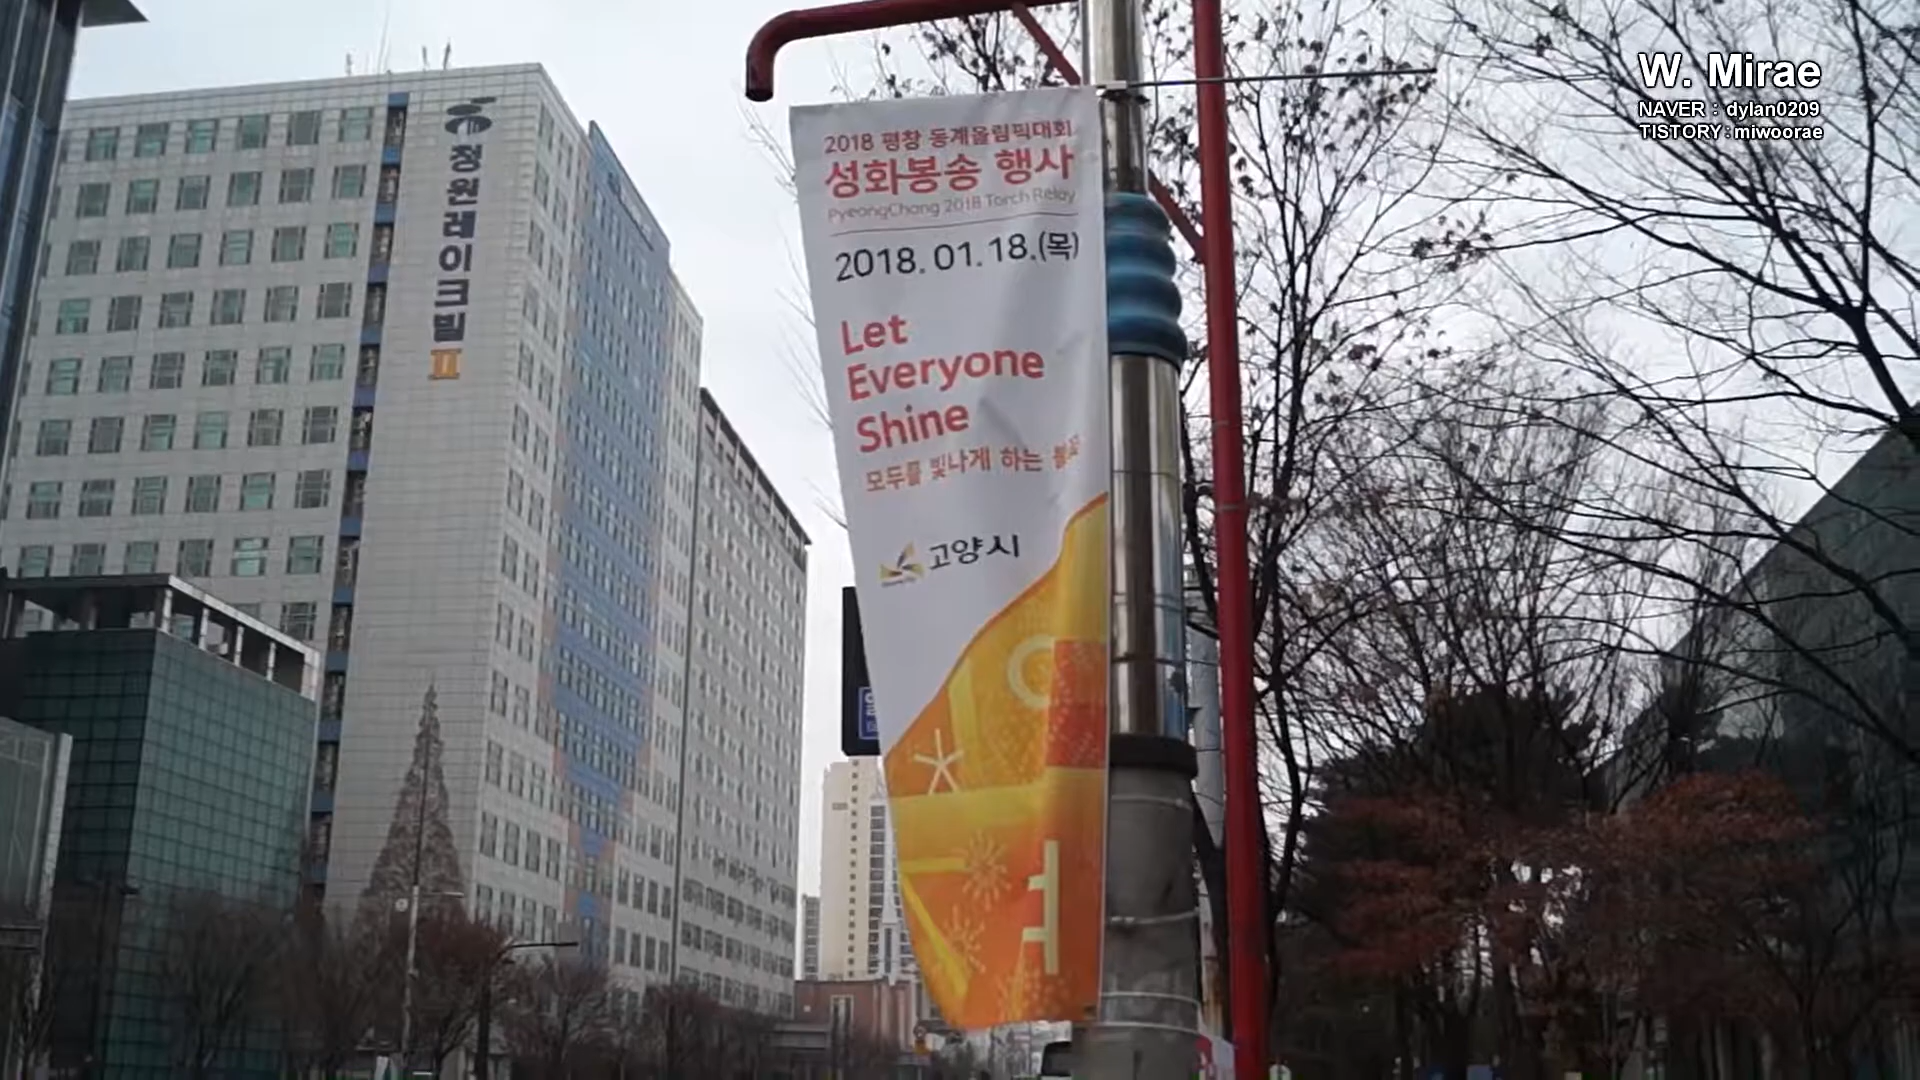 W. Mirae
NAVER : dylan0209
TISTORY : miwoorae
청원레이크빌
II
2018 평창 동계올림픽대회
성화봉송 행사
PyeongChang 2018 Torch Relay
2018. 01. 18.(목)
Let
Everyone
Shine
모두를 빛나게 하는
고양시